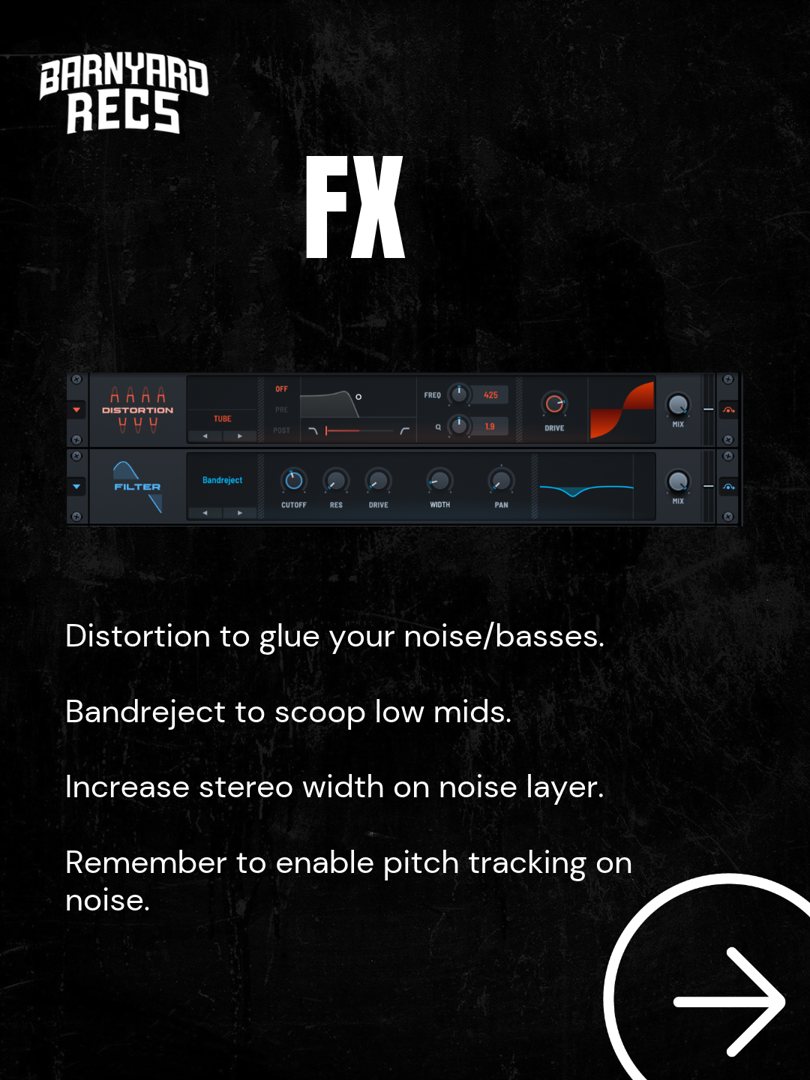 BARNYARD
RECS
FX
DISTORTION
TUBE
OFF
PRE
POST
FREQ 425
Q 1.9
DRIVE
MIX
FILTER
Bandreject
CUTOFF RES DRIVE WIDTH PAN
MIX
Distortion to glue your noise/basses.
Bandreject to scoop low mids.
Increase stereo width on noise layer.
Remember to enable pitch tracking on
noise.